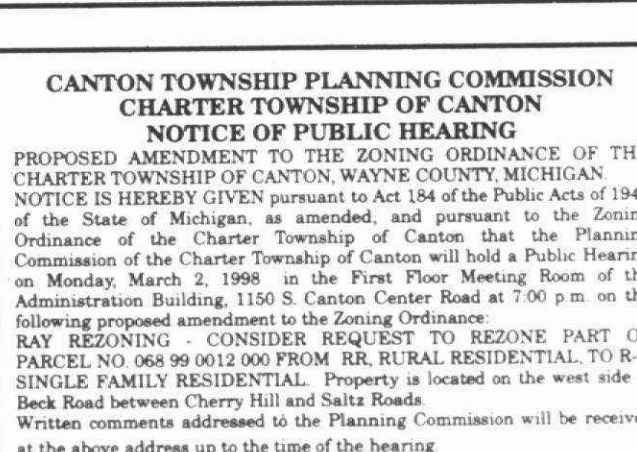 CANTON TOWNSHIP PLANNING COMMISSION
CHARTER TOWNSHIP OF CANTON
NOTICE OF PUBLIC HEARING
PROPOSED AMENDMENT TO THE ZONING ORDINANCE OF TH
CHARTER TOWNSHIP OF CANTON, WAYNE COUNTY, MICHIGAN.
NOTICE IS HEREBY GIVEN pursuant to Act 184 of the Public Acts of 194
of the State of Michigan, as amended, and pursuant to the Zonin
Ordinance of the Charter Township of Canton that the Plannin
Commission of the Charter Township of Canton will hold a Public Hearin
on Monday, March 2, 1998 in the First Floor Meeting Room of th
Administration Building, 1150 S. Canton Center Road at 7:00 p.m. on th
following proposed amendment to the Zoning Ordinance:
RAY REZONING - CONSIDER REQUEST TO REZONE PART O
PARCEL NO. 068 99 0012 000 FROM RR, RURAL RESIDENTIAL, TO R-
SINGLE FAMILY RESIDENTIAL. Property is located on the west side
Beck Road between Cherry Hill and Saltz Roads.
Written comments addressed to the Planning Commission will be receive
at the above address up to the time of the hearing.